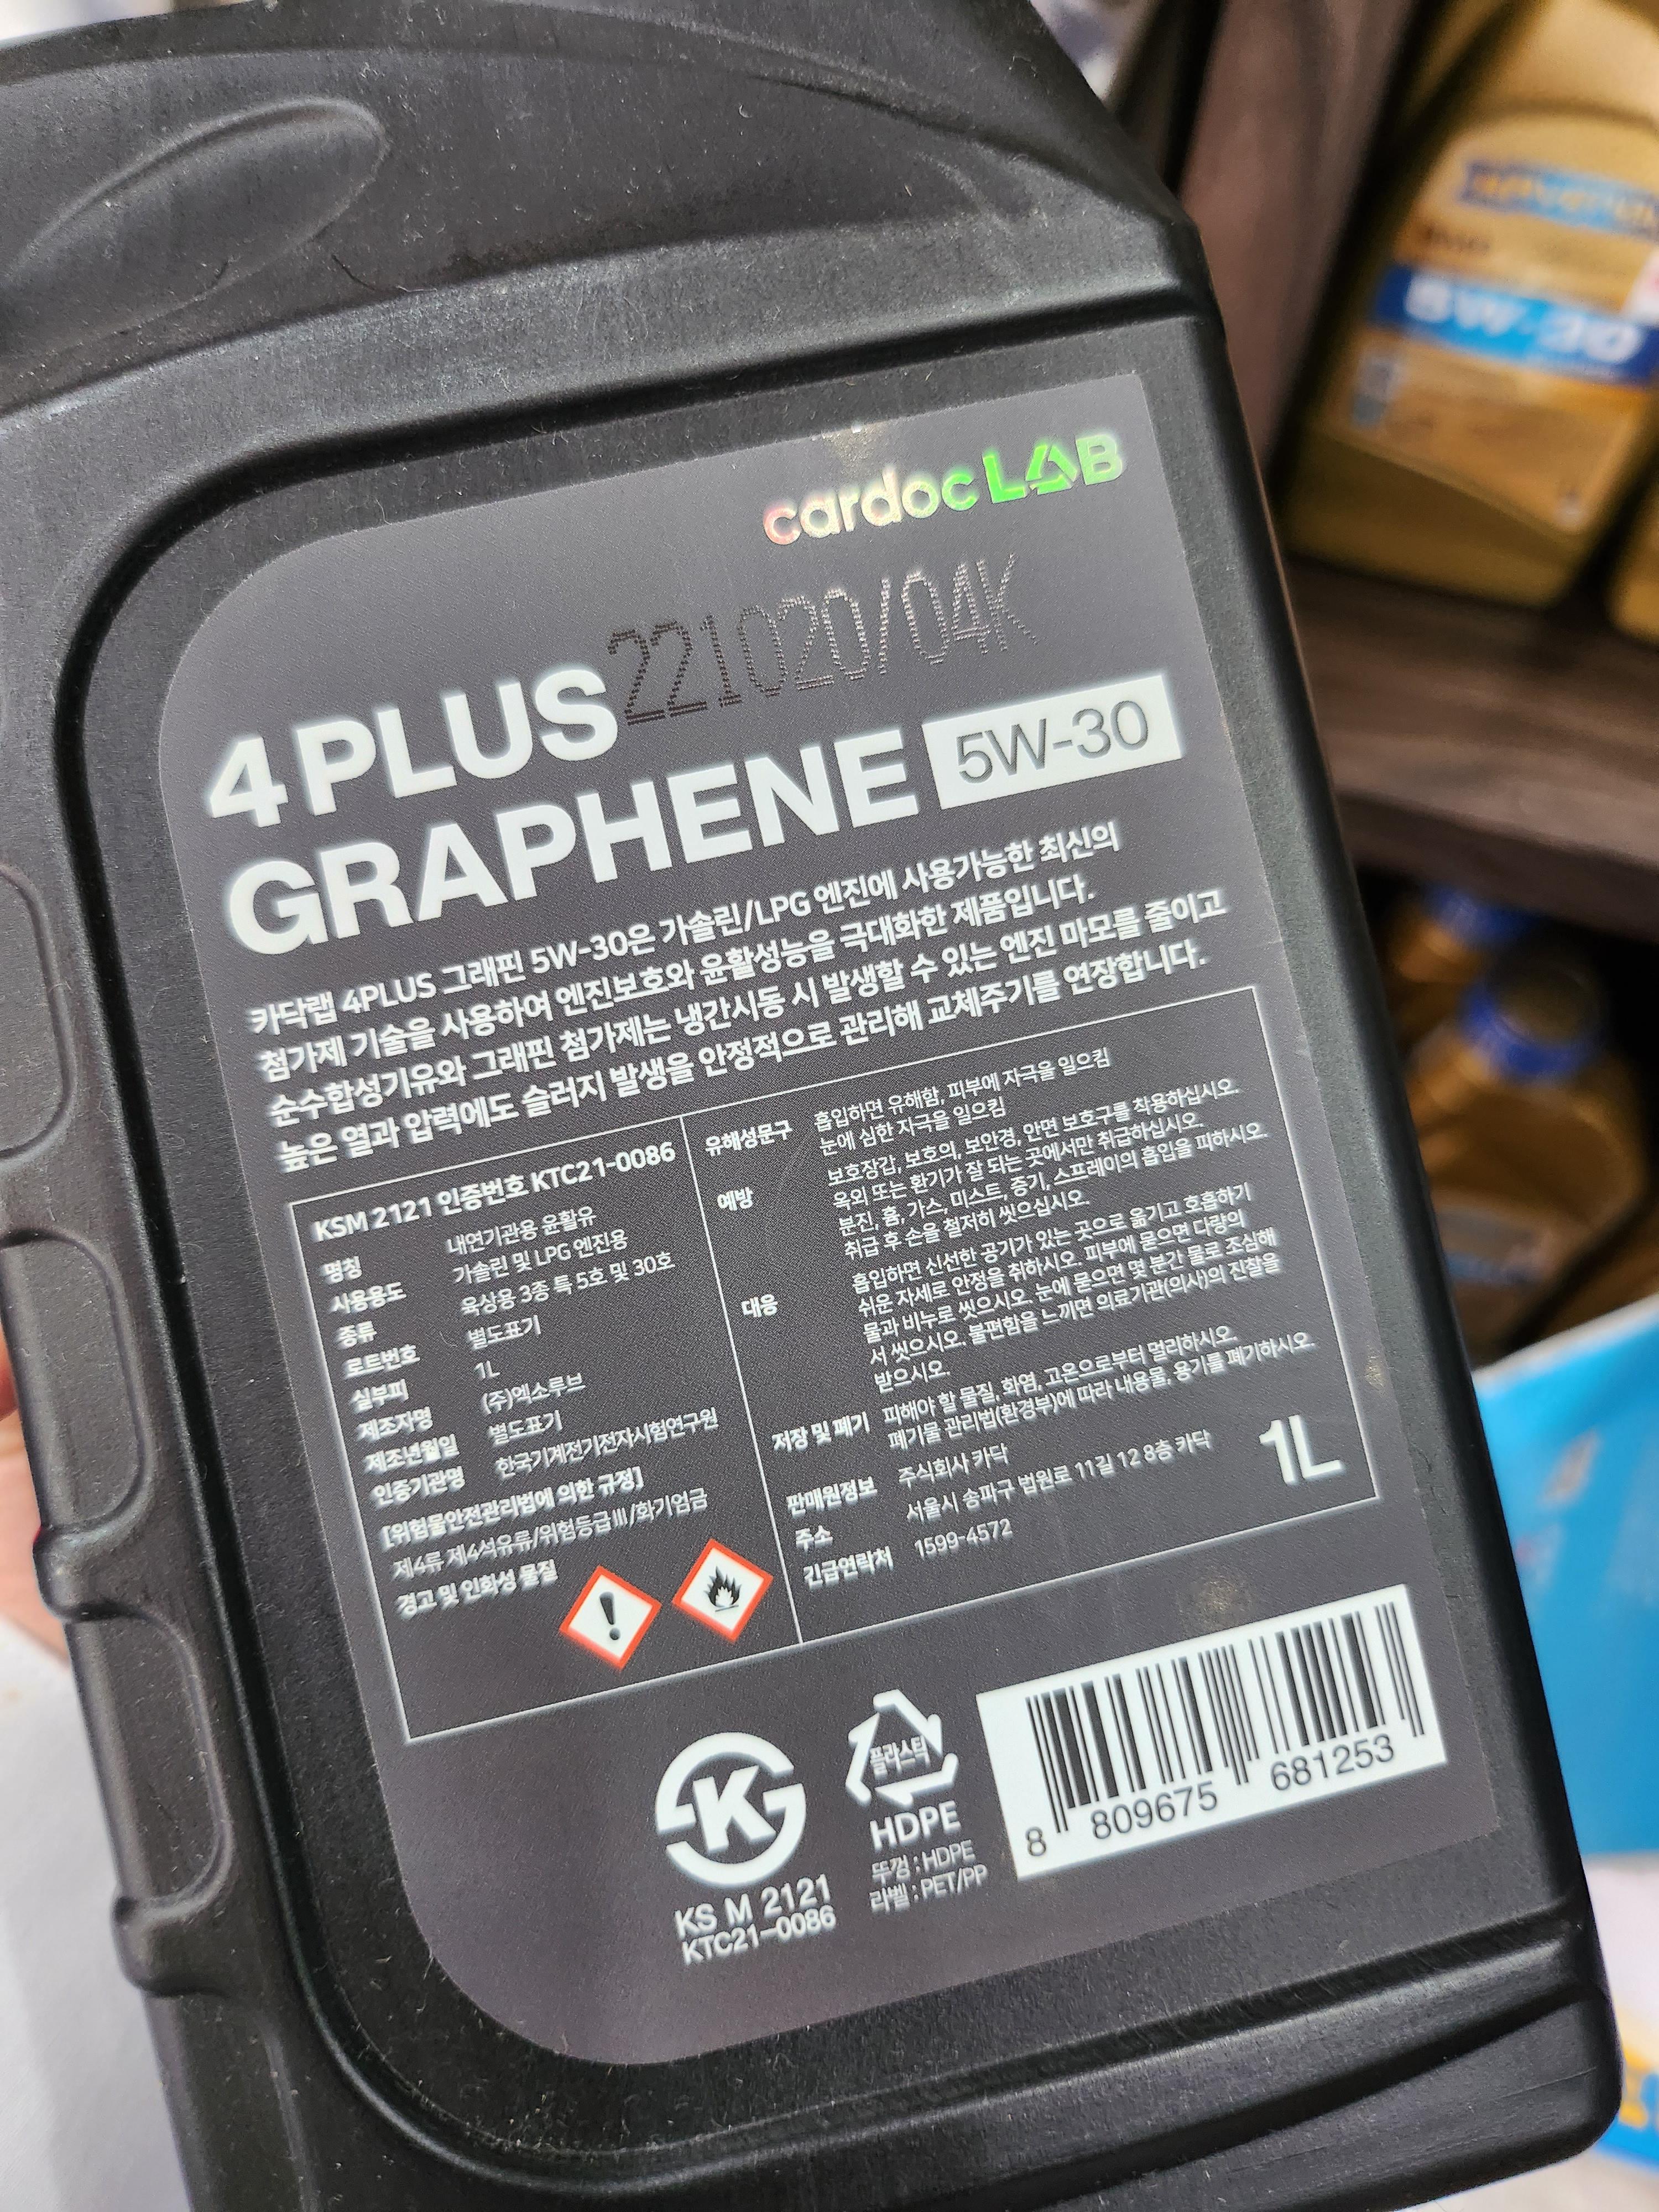 cardoc LAB
221020/04K
4PLUS
GRAPHENE 5W-30
카닥랩 4PLUS 그래핀 5W-30은 가솔린/LPG 엔진에 사용가능한 최신의
첨가제 기술을 사용하여 엔진보호와 윤활성능을 극대화한 제품입니다.
순수합성기유와 그래핀 첨가제는 냉간시동 시 발생할 수 있는 엔진 마모를 줄이고
높은 열과 압력에도 슬러지 발생을 안정적으로 관리해 교체주기를 연장합니다.
KSM 2121 인증번호 KTC21-0086
명칭 내연기관용 윤활유
사용용도 가솔린 및 LPG 엔진용
종류 육상용 3종 특 5호 및 30호
로트번호 별도표기
실부피 1L
제조자명 (주)엑소루브
제조년월일 별도표기
인증기관명 한국기계전기전자시험연구원
[위험물안전관리법에 의한 규정]
제4류 제4석유류/위험등급Ⅲ/화기엄금
경고 및 인화성 물질
유해성문구 흡입하면 유해함, 피부에 자극을 일으킴
눈에 심한 자극을 일으킴
예방 보호장갑, 보호의, 보안경, 안면 보호구를 착용하십시오.
옥외 또는 환기가 잘 되는 곳에서만 취급하십시오.
분진, 흄, 가스, 미스트, 증기, 스프레이의 흡입을 피하시오.
취급 후 손을 철저히 씻으십시오.
대응 흡입하면 신선한 공기가 있는 곳으로 옮기고 호흡하기
쉬운 자세로 안정을 취하시오. 피부에 묻으면 다량의
물과 비누로 씻으시오. 눈에 묻으면 몇 분간 물로 조심해
서 씻으시오. 불편함을 느끼면 의료기관(의사)의 진찰을
받으시오.
저장 및 폐기 피해야 할 물질, 화염, 고온으로부터 멀리하시오.
폐기물 관리법(환경부)에 따라 내용물, 용기를 폐기하시오.
판매원정보 주식회사 카닥
주소 서울시 송파구 법원로 11길 12 8층 카닥
긴급연락처 1599-4572
1L
KS M 2121
KTC21-0086
플라스틱
HDPE
뚜껑 : HDPE
라벨 : PET/PP
8 809675 681253
5W-30